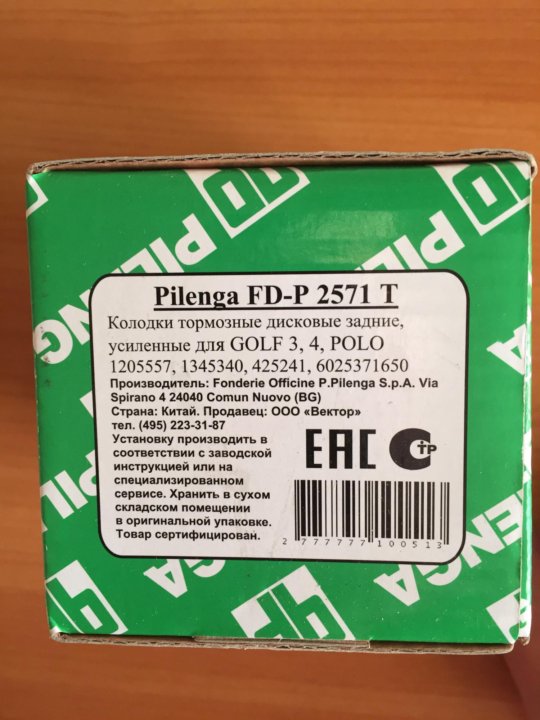 PILENGA
Pilenga FD-P 2571 T
Колодки тормозные дисковые задние,
усиленные для GOLF 3, 4, POLO
1205557, 1345340, 425241, 6025371650
Производитель: Fonderie Officine P.Pilenga S.p.A. Via
Spirano 4 24040 Comun Nuovo (BG)
Страна: Китай. Продавец: ООО «Вектор»
тел. (495) 223-31-87
Установку производить в
соответствии с заводской
инструкцией или на
специализированном
сервисе. Хранить в сухом
складском помещении
в оригинальной упаковке.
Товар сертифицирован.
ЕАС
СТР
2 777777 100513
PILENGA
PILENGA